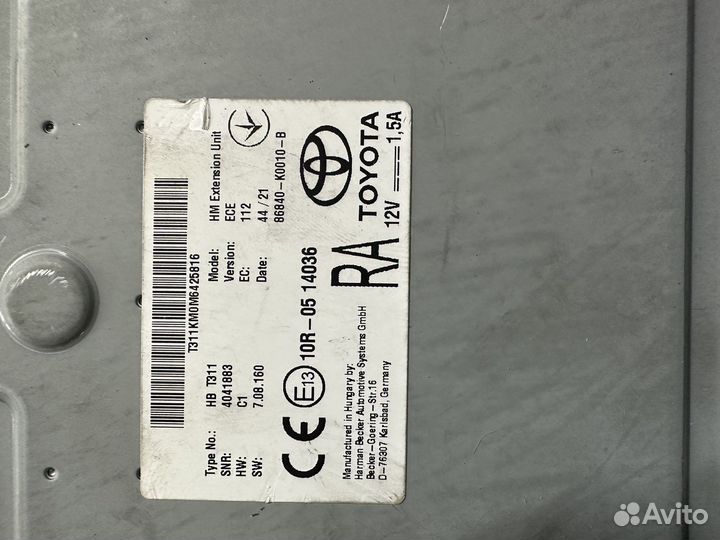 T311KM0M6425816
Type No.: HB T311 Model: HM Extension Unit
SNR: 4041883 Version: ECE
HW: C1 EC: 112
SW: 7.08.160 Date: 44/21
86840-K0010-B
CE E13 10R-05 14036
Manufactured in Hungary by:
Harman Becker Automotive Systems GmbH
Becker-Goering-Str.16
D-76307 Karlsbad, Germany
RA
TOYOTA
12V 1,5A
Avito